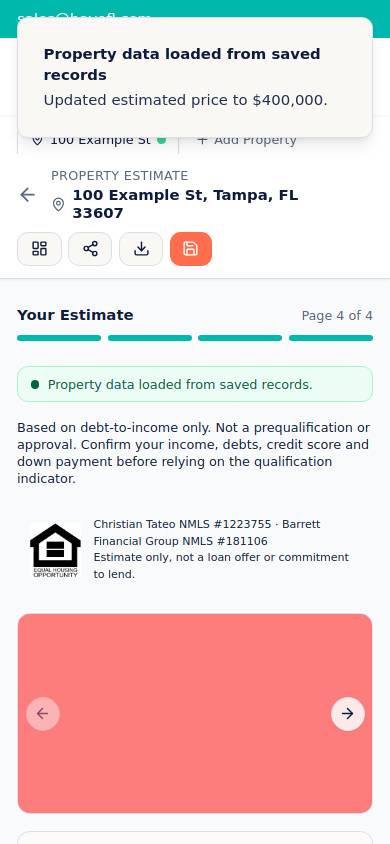 Property data loaded from saved
records
Updated estimated price to $400,000.
100 Example St
+ Add Property
PROPERTY ESTIMATE
100 Example St, Tampa, FL
33607
Your Estimate
Page 4 of 4
Property data loaded from saved records.
Based on debt-to-income only. Not a prequalification or
approval. Confirm your income, debts, credit score and
down payment before relying on the qualification
indicator.
Christian Tateo NMLS #1223755 · Barrett
Financial Group NMLS #181106
Estimate only, not a loan offer or commitment
to lend.
EQUAL HOUSING
OPPORTUNITY